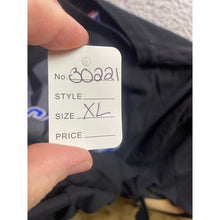 No. 30221
STYLE
SIZE XL
PRICE